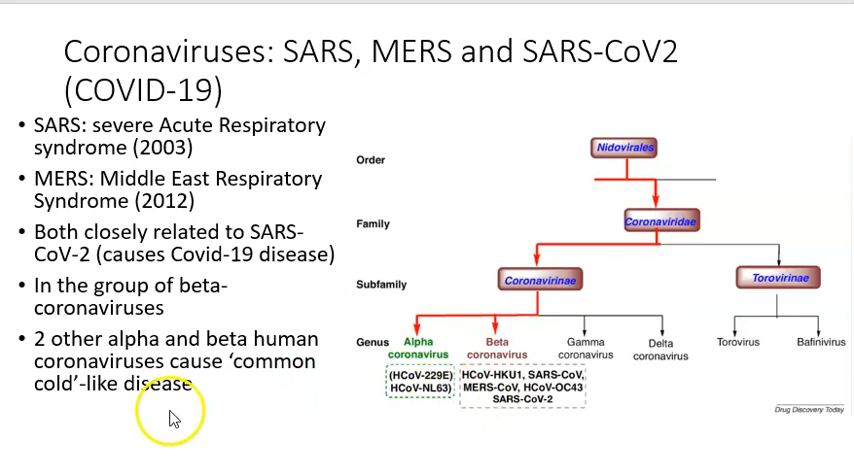 Coronaviruses: SARS, MERS and SARS-CoV2
(COVID-19)
• SARS: severe Acute Respiratory
syndrome (2003)
• MERS: Middle East Respiratory
Syndrome (2012)
• Both closely related to SARS-
CoV-2 (causes Covid-19 disease)
• In the group of beta-
coronaviruses
• 2 other alpha and beta human
coronaviruses cause ‘common
cold’-like disease
Order
Nidovirales
Family
Coronaviridae
Subfamily
Coronavirinae
Torovirinae
Genus
Alpha
coronavirus
Beta
coronavirus
Gamma
coronavirus
Delta
coronavirus
Torovirus
Bafinivirus
(HCoV-229E)
HCoV-NL63)
HCoV-HKU1, SARS-CoV,
MERS-CoV, HCoV-OC43
SARS-CoV-2
Drug Discovery Today